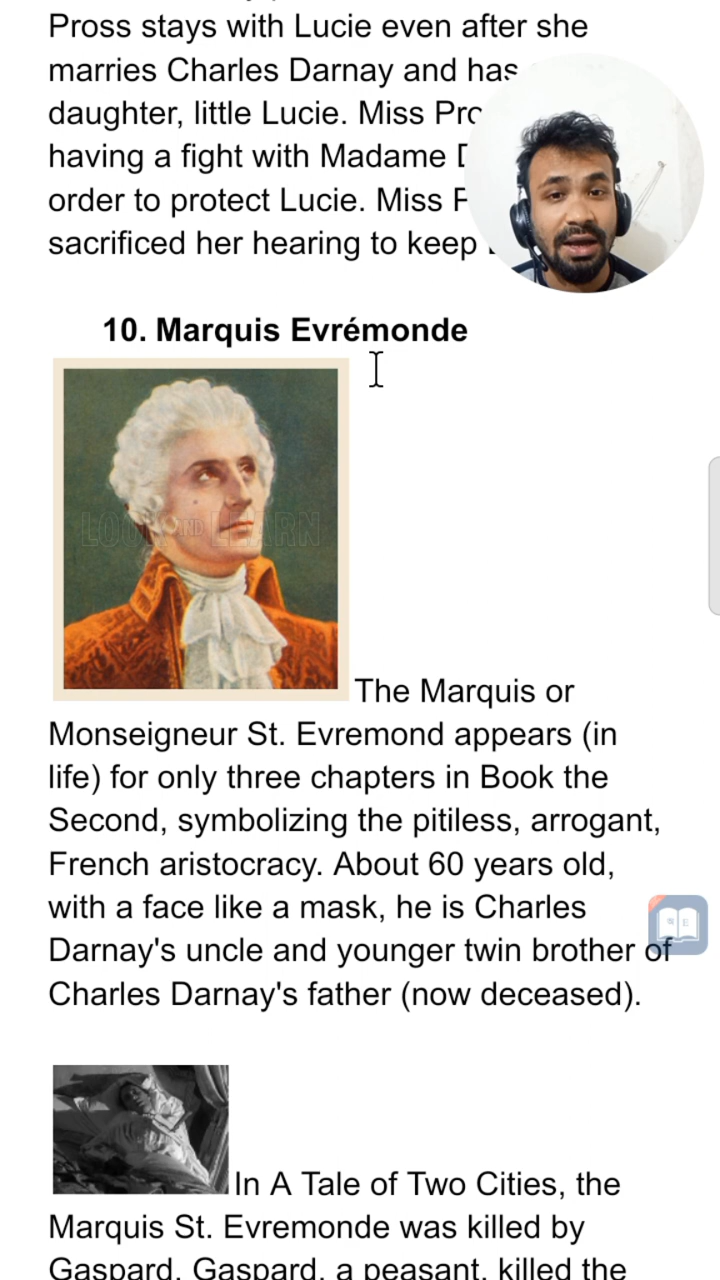 Pross stays with Lucie even after she
marries Charles Darnay and has
daughter, little Lucie. Miss
having a fight with Madame
order to protect Lucie. Miss
sacrificed her hearing to keep
10. Marquis Evrémonde
LOOK AND LEARN
The Marquis or
Monseigneur St. Evremond appears (in
life) for only three chapters in Book the
Second, symbolizing the pitiless, arrogant,
French aristocracy. About 60 years old,
with a face like a mask, he is Charles
Darnay's uncle and younger twin brother of
Charles Darnay's father (now deceased).
In A Tale of Two Cities, the
Marquis St. Evremonde was killed by
Gaspard. Gaspard, a peasant, killed the